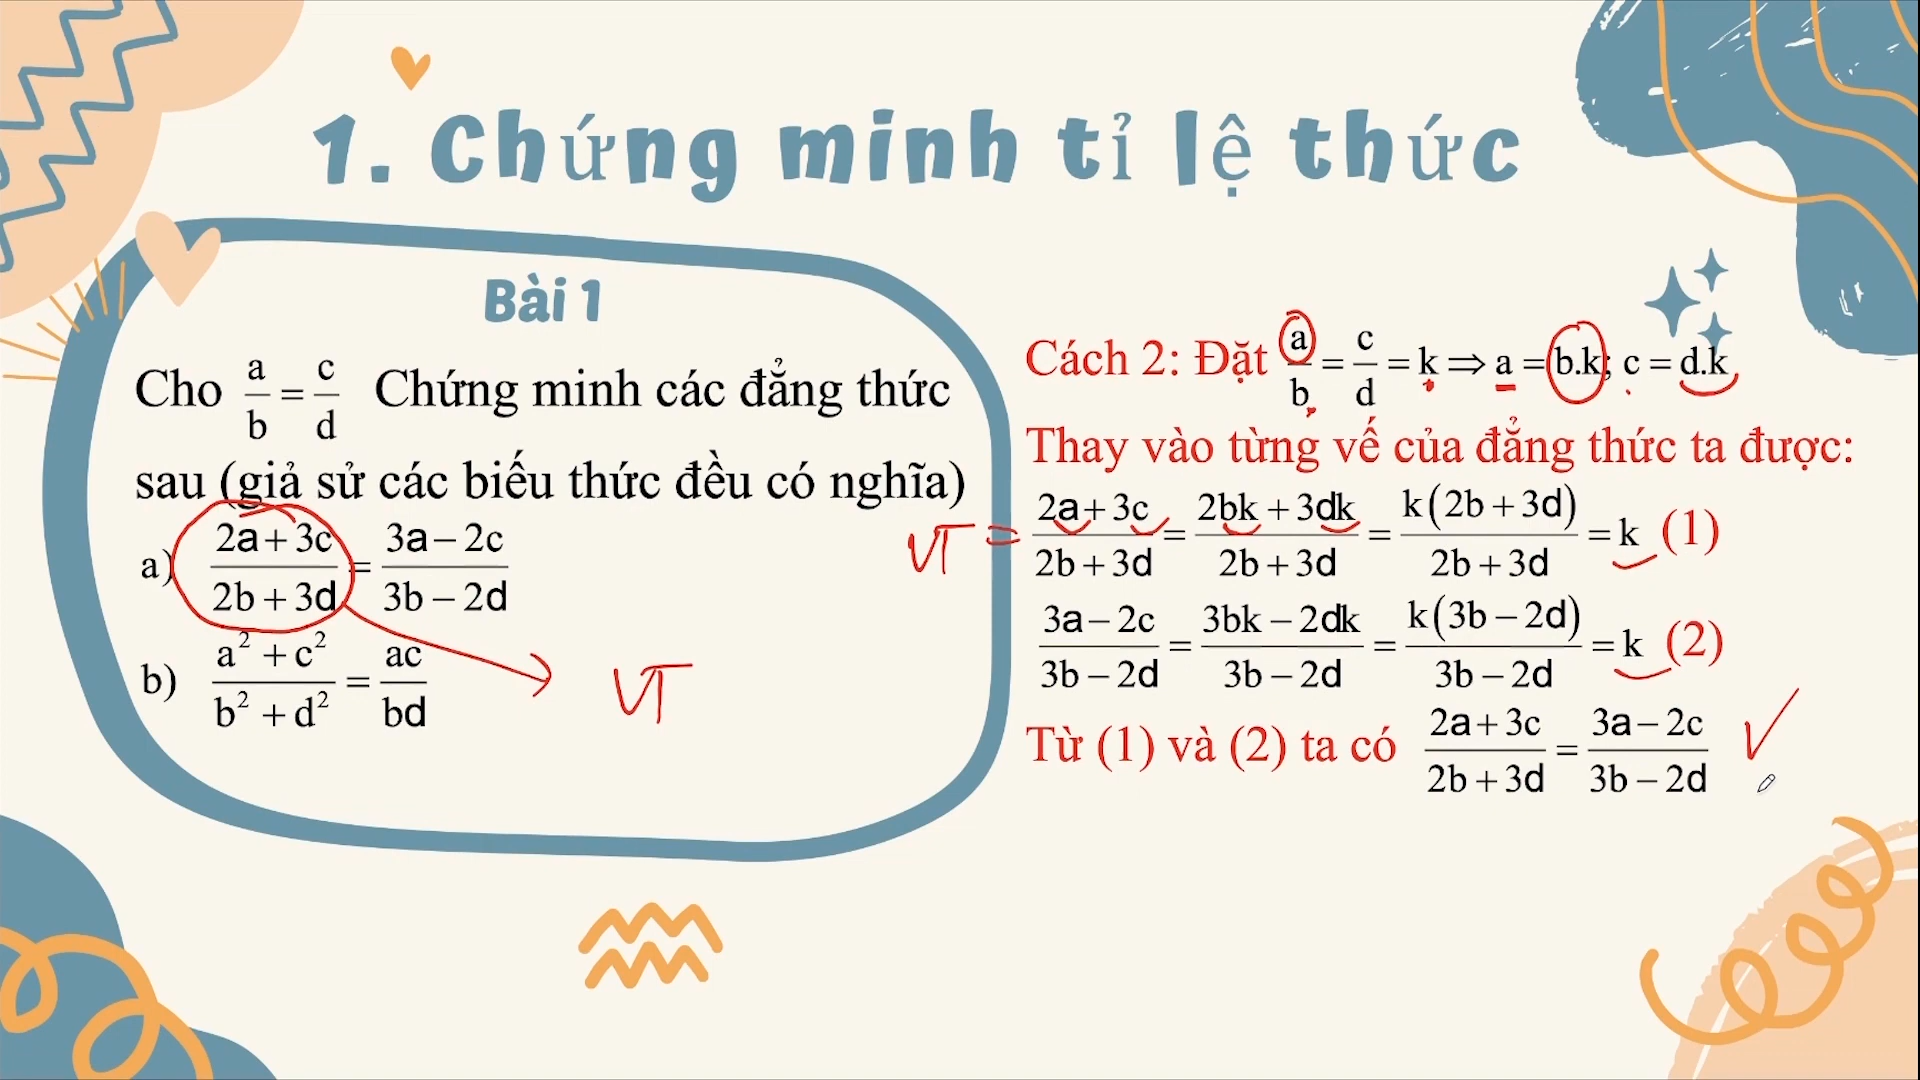 1. Chứng minh tỉ lệ thức
Bài 1
Cho a/b = c/d Chứng minh các đẳng thức
sau (giả sử các biếu thức đều có nghĩa)
a) (2a + 3c)/(2b + 3d) = (3a − 2c)/(3b − 2d)
b) (a² + c²)/(b² + d²) = ac/bd
VT
Cách 2: Đặt a/b = c/d = k ⇒ a = b.k; c = d.k
Thay vào từng vế của đẳng thức ta được:
VT = (2a + 3c)/(2b + 3d) = (2bk + 3dk)/(2b + 3d) = k(2b + 3d)/(2b + 3d) = k (1)
(3a − 2c)/(3b − 2d) = (3bk − 2dk)/(3b − 2d) = k(3b − 2d)/(3b − 2d) = k (2)
Từ (1) và (2) ta có (2a + 3c)/(2b + 3d) = (3a − 2c)/(3b − 2d)